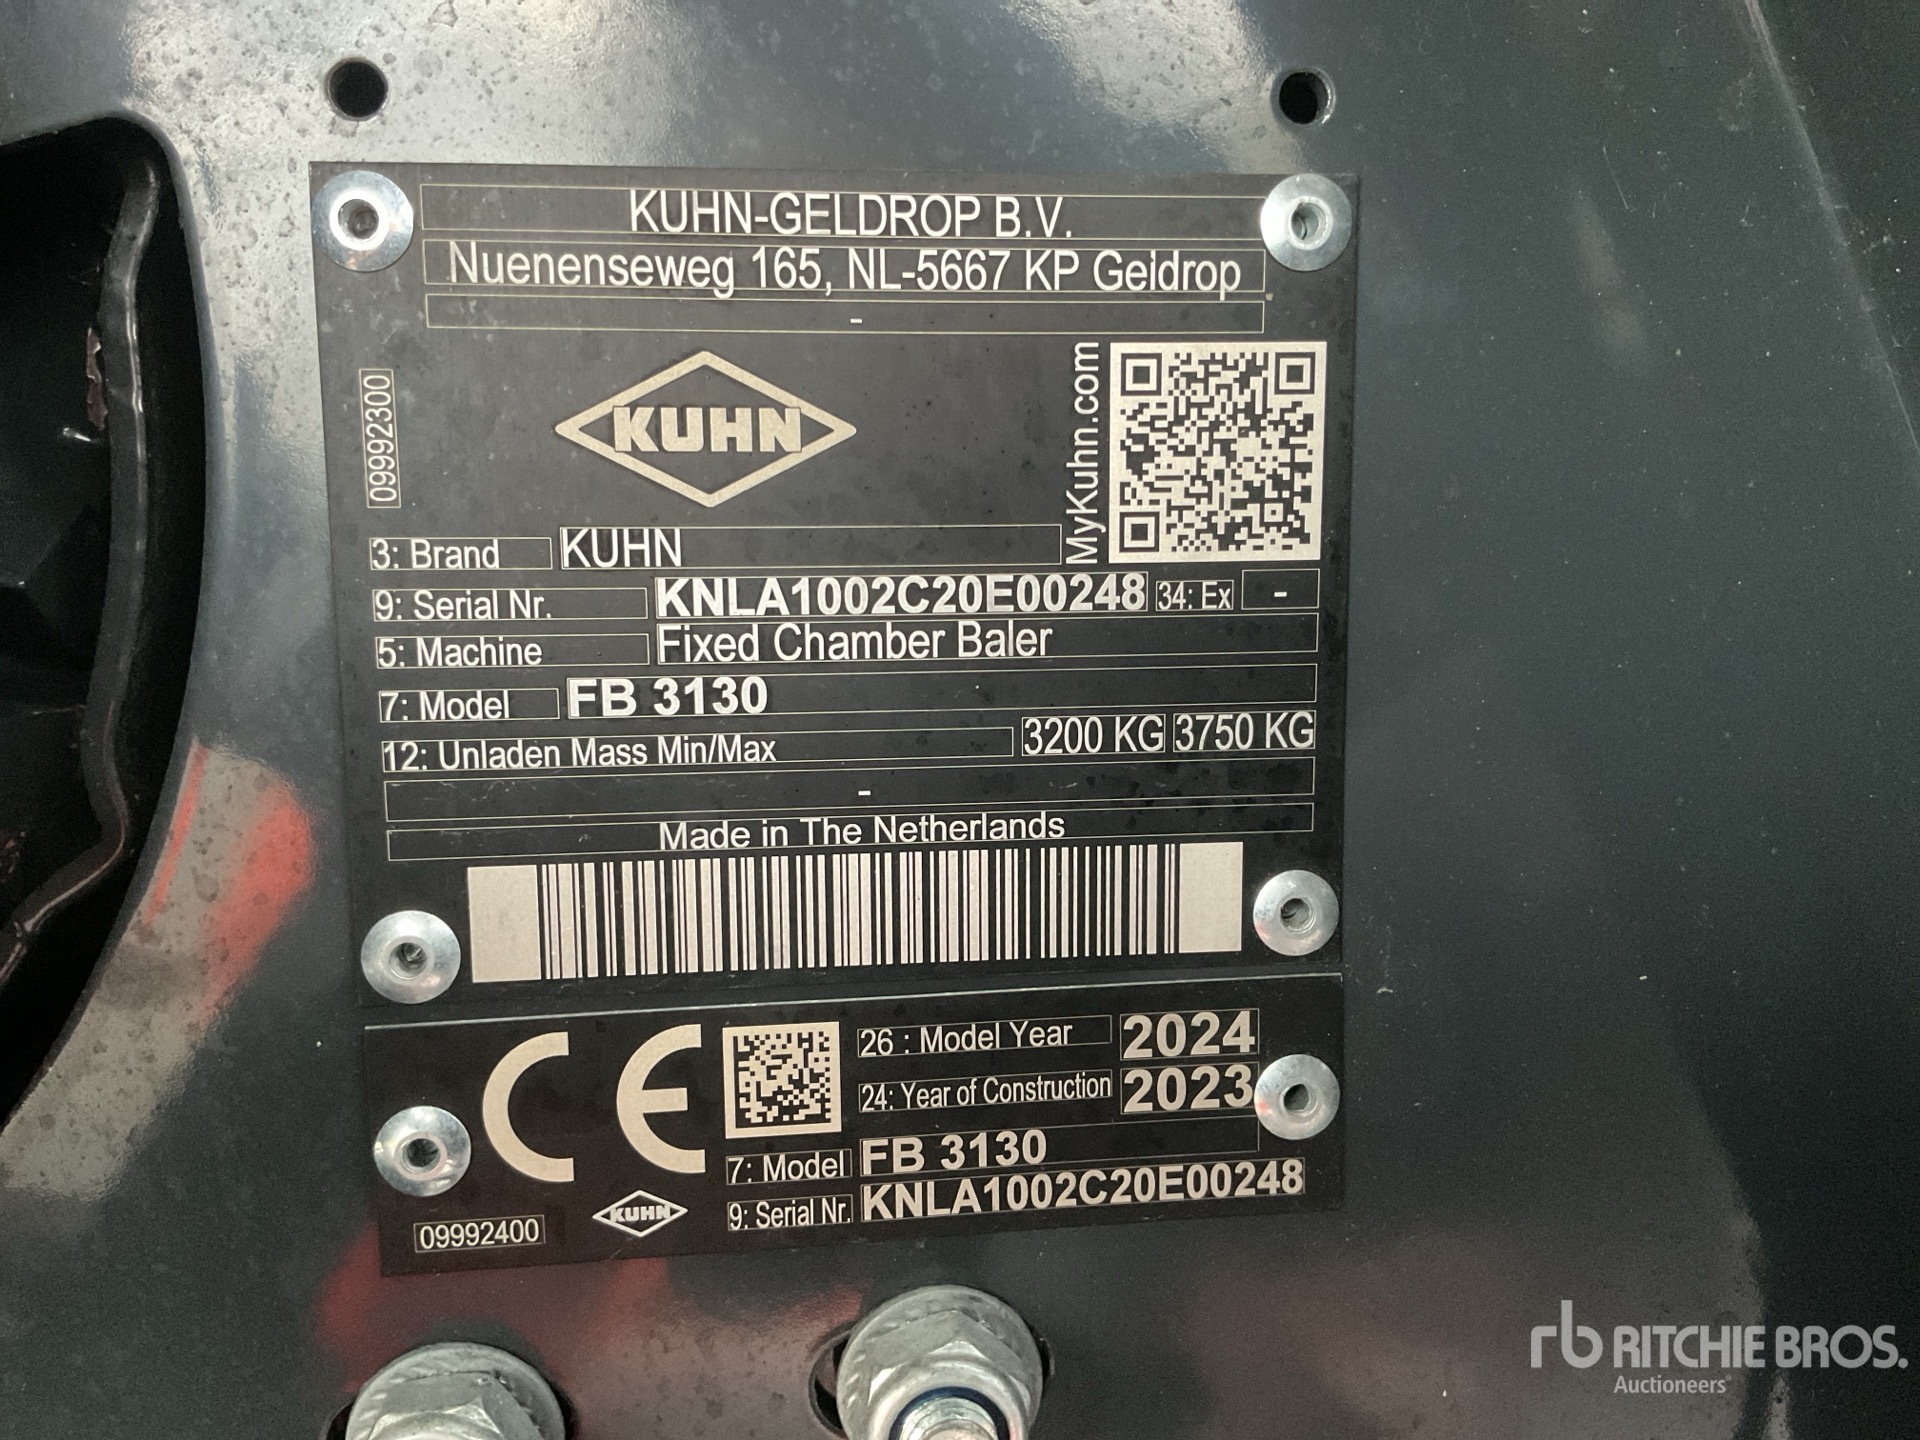 KUHN-GELDROP B.V.
Nuenenseweg 165, NL-5667 KP Geldrop
-
09992300
KUHN
MyKuhn.com
3: Brand KUHN
9: Serial Nr. KNLA1002C20E00248 34: Ex -
5: Machine Fixed Chamber Baler
7: Model FB 3130
12: Unladen Mass Min/Max 3200 KG 3750 KG
-
Made in The Netherlands
CE
26 : Model Year 2024
24: Year of Construction 2023
7: Model FB 3130
9: Serial Nr. KNLA1002C20E00248
KUHN
09992400
rb RITCHIE BROS.
Auctioneers